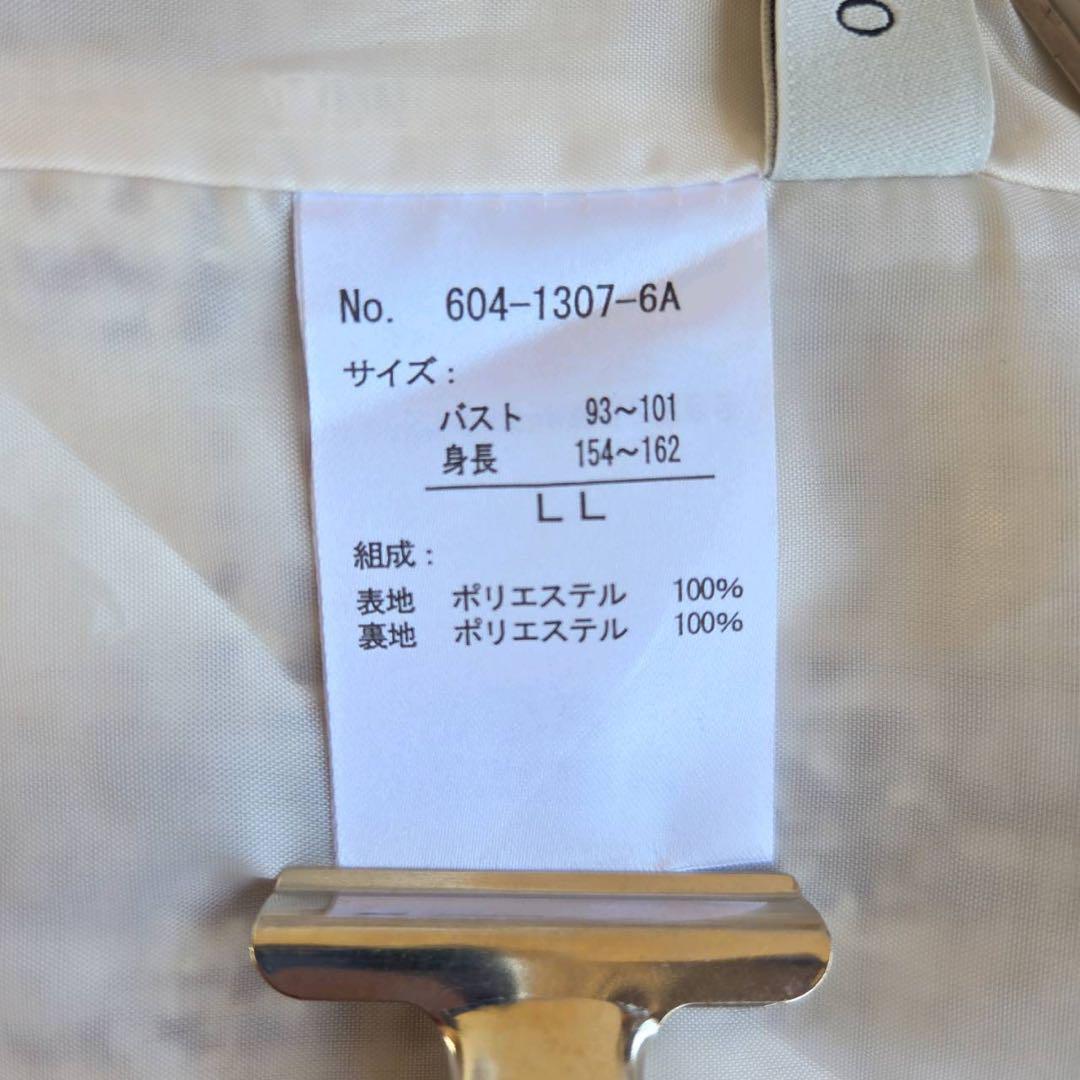 O
No. 604-1307-6A
サイズ:
バスト 93～101
身長 154～162
LL
組成:
表地 ポリエステル 100%
裏地 ポリエステル 100%